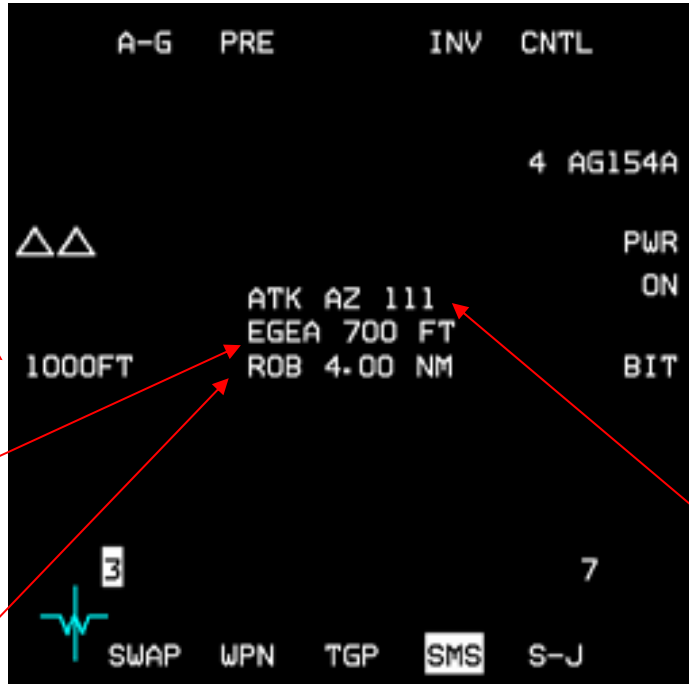 A-G PRE INV CNTL
4 AG154A
PWR
ON
ATK AZ 111
EGEA 700 FT
1000FT ROB 4.00 NM BIT
3 7
SWAP WPN TGP SMS S-J